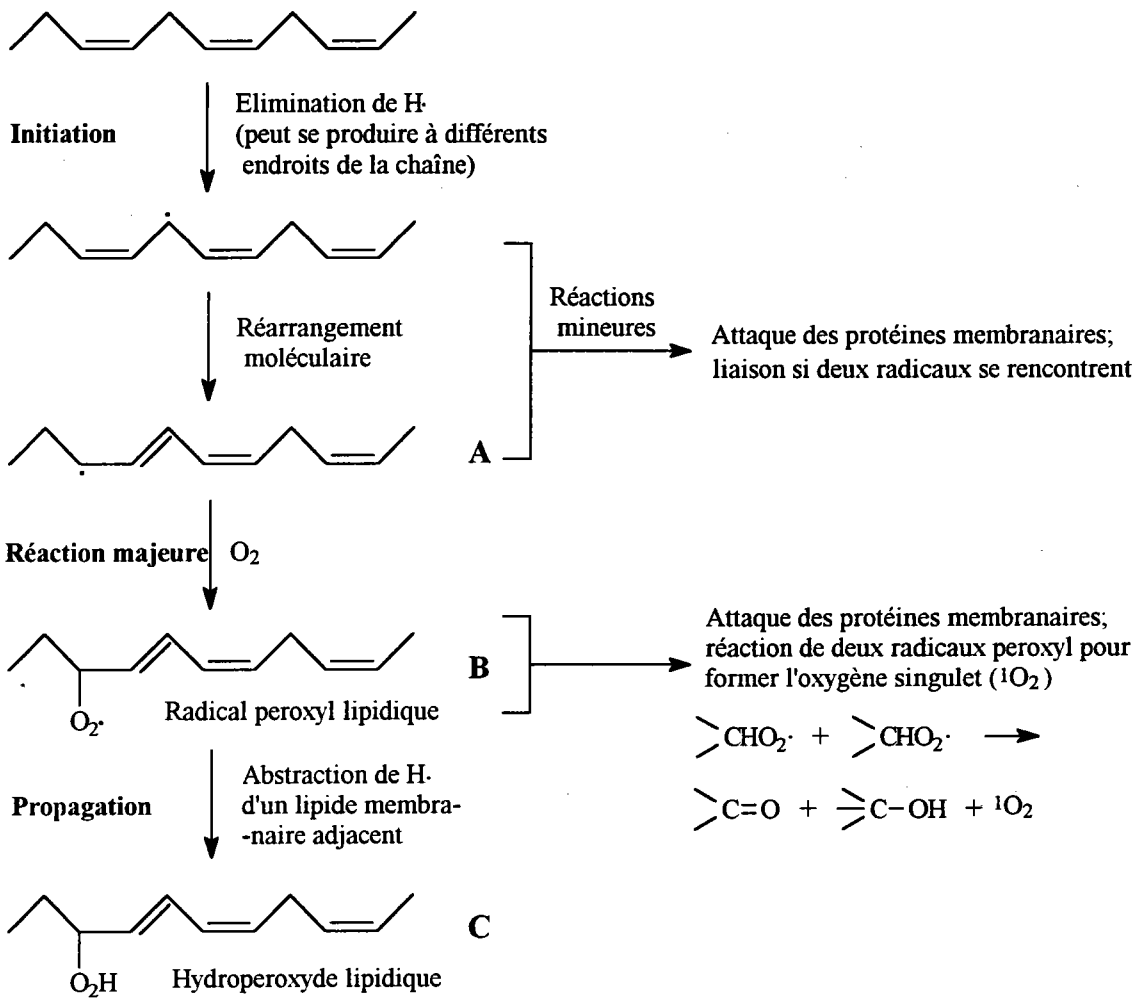 Initiation
Elimination de H·
(peut se produire à différents
endroits de la chaîne)
Réarrangement
moléculaire
A
Réactions
mineures
Attaque des protéines membranaires;
liaison si deux radicaux se rencontrent
Réaction majeure O₂
B
O₂·
Radical peroxyl lipidique
Attaque des protéines membranaires;
réaction de deux radicaux peroxyl pour
former l'oxygène singulet (¹O₂)
CHO₂· + CHO₂·
C=O + C-OH + ¹O₂
Propagation
Abstraction de H·
d'un lipide membra-
-naire adjacent
C
O₂H
Hydroperoxyde lipidique